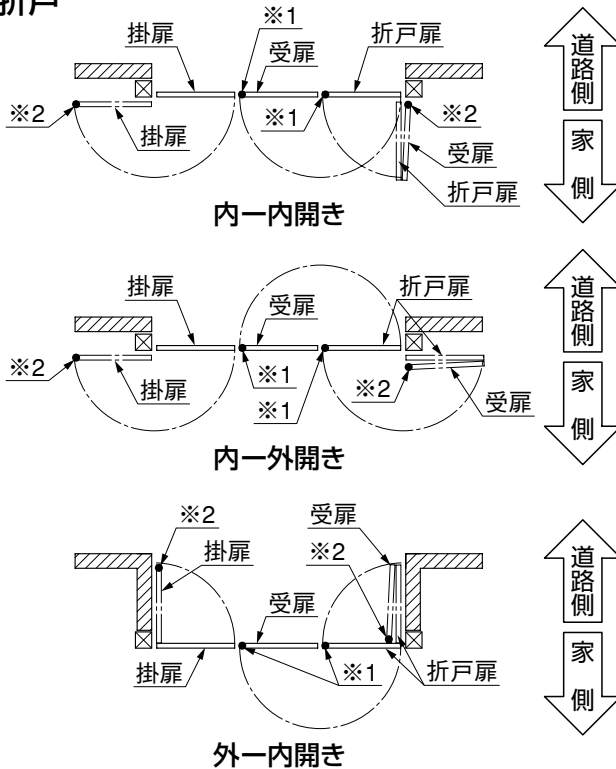 折戸
※1
掛扉
受扉
折戸扉
※2
※1
※2
掛扉
受扉
折戸扉
内ー内開き
道路側
家側
掛扉
受扉
折戸扉
※2
※1
掛扉
※1
※2
受扉
内ー外開き
道路側
家側
※2
受扉
掛扉
※2
受扉
掛扉
※1
折戸扉
外ー内開き
道路側
家側